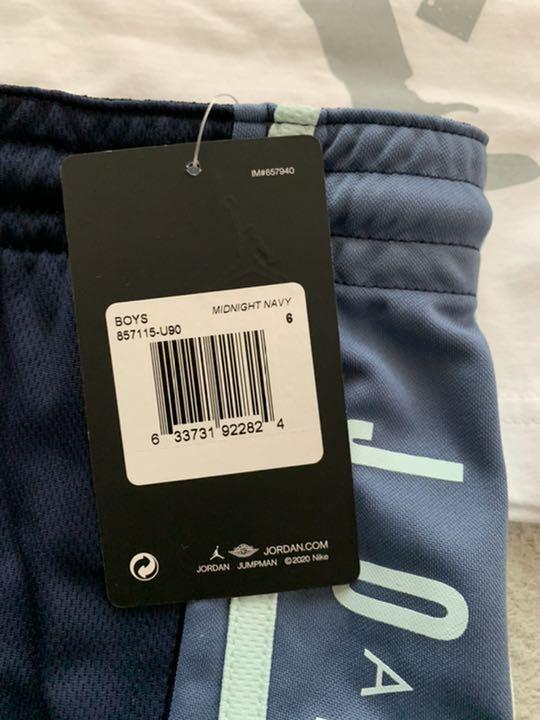 IM#657940
BOYS MIDNIGHT NAVY
857115-U90 6
6 33731 92282 4
JORDAN.COM
JORDAN JUMPMAN ©2020 Nike
J
O
A